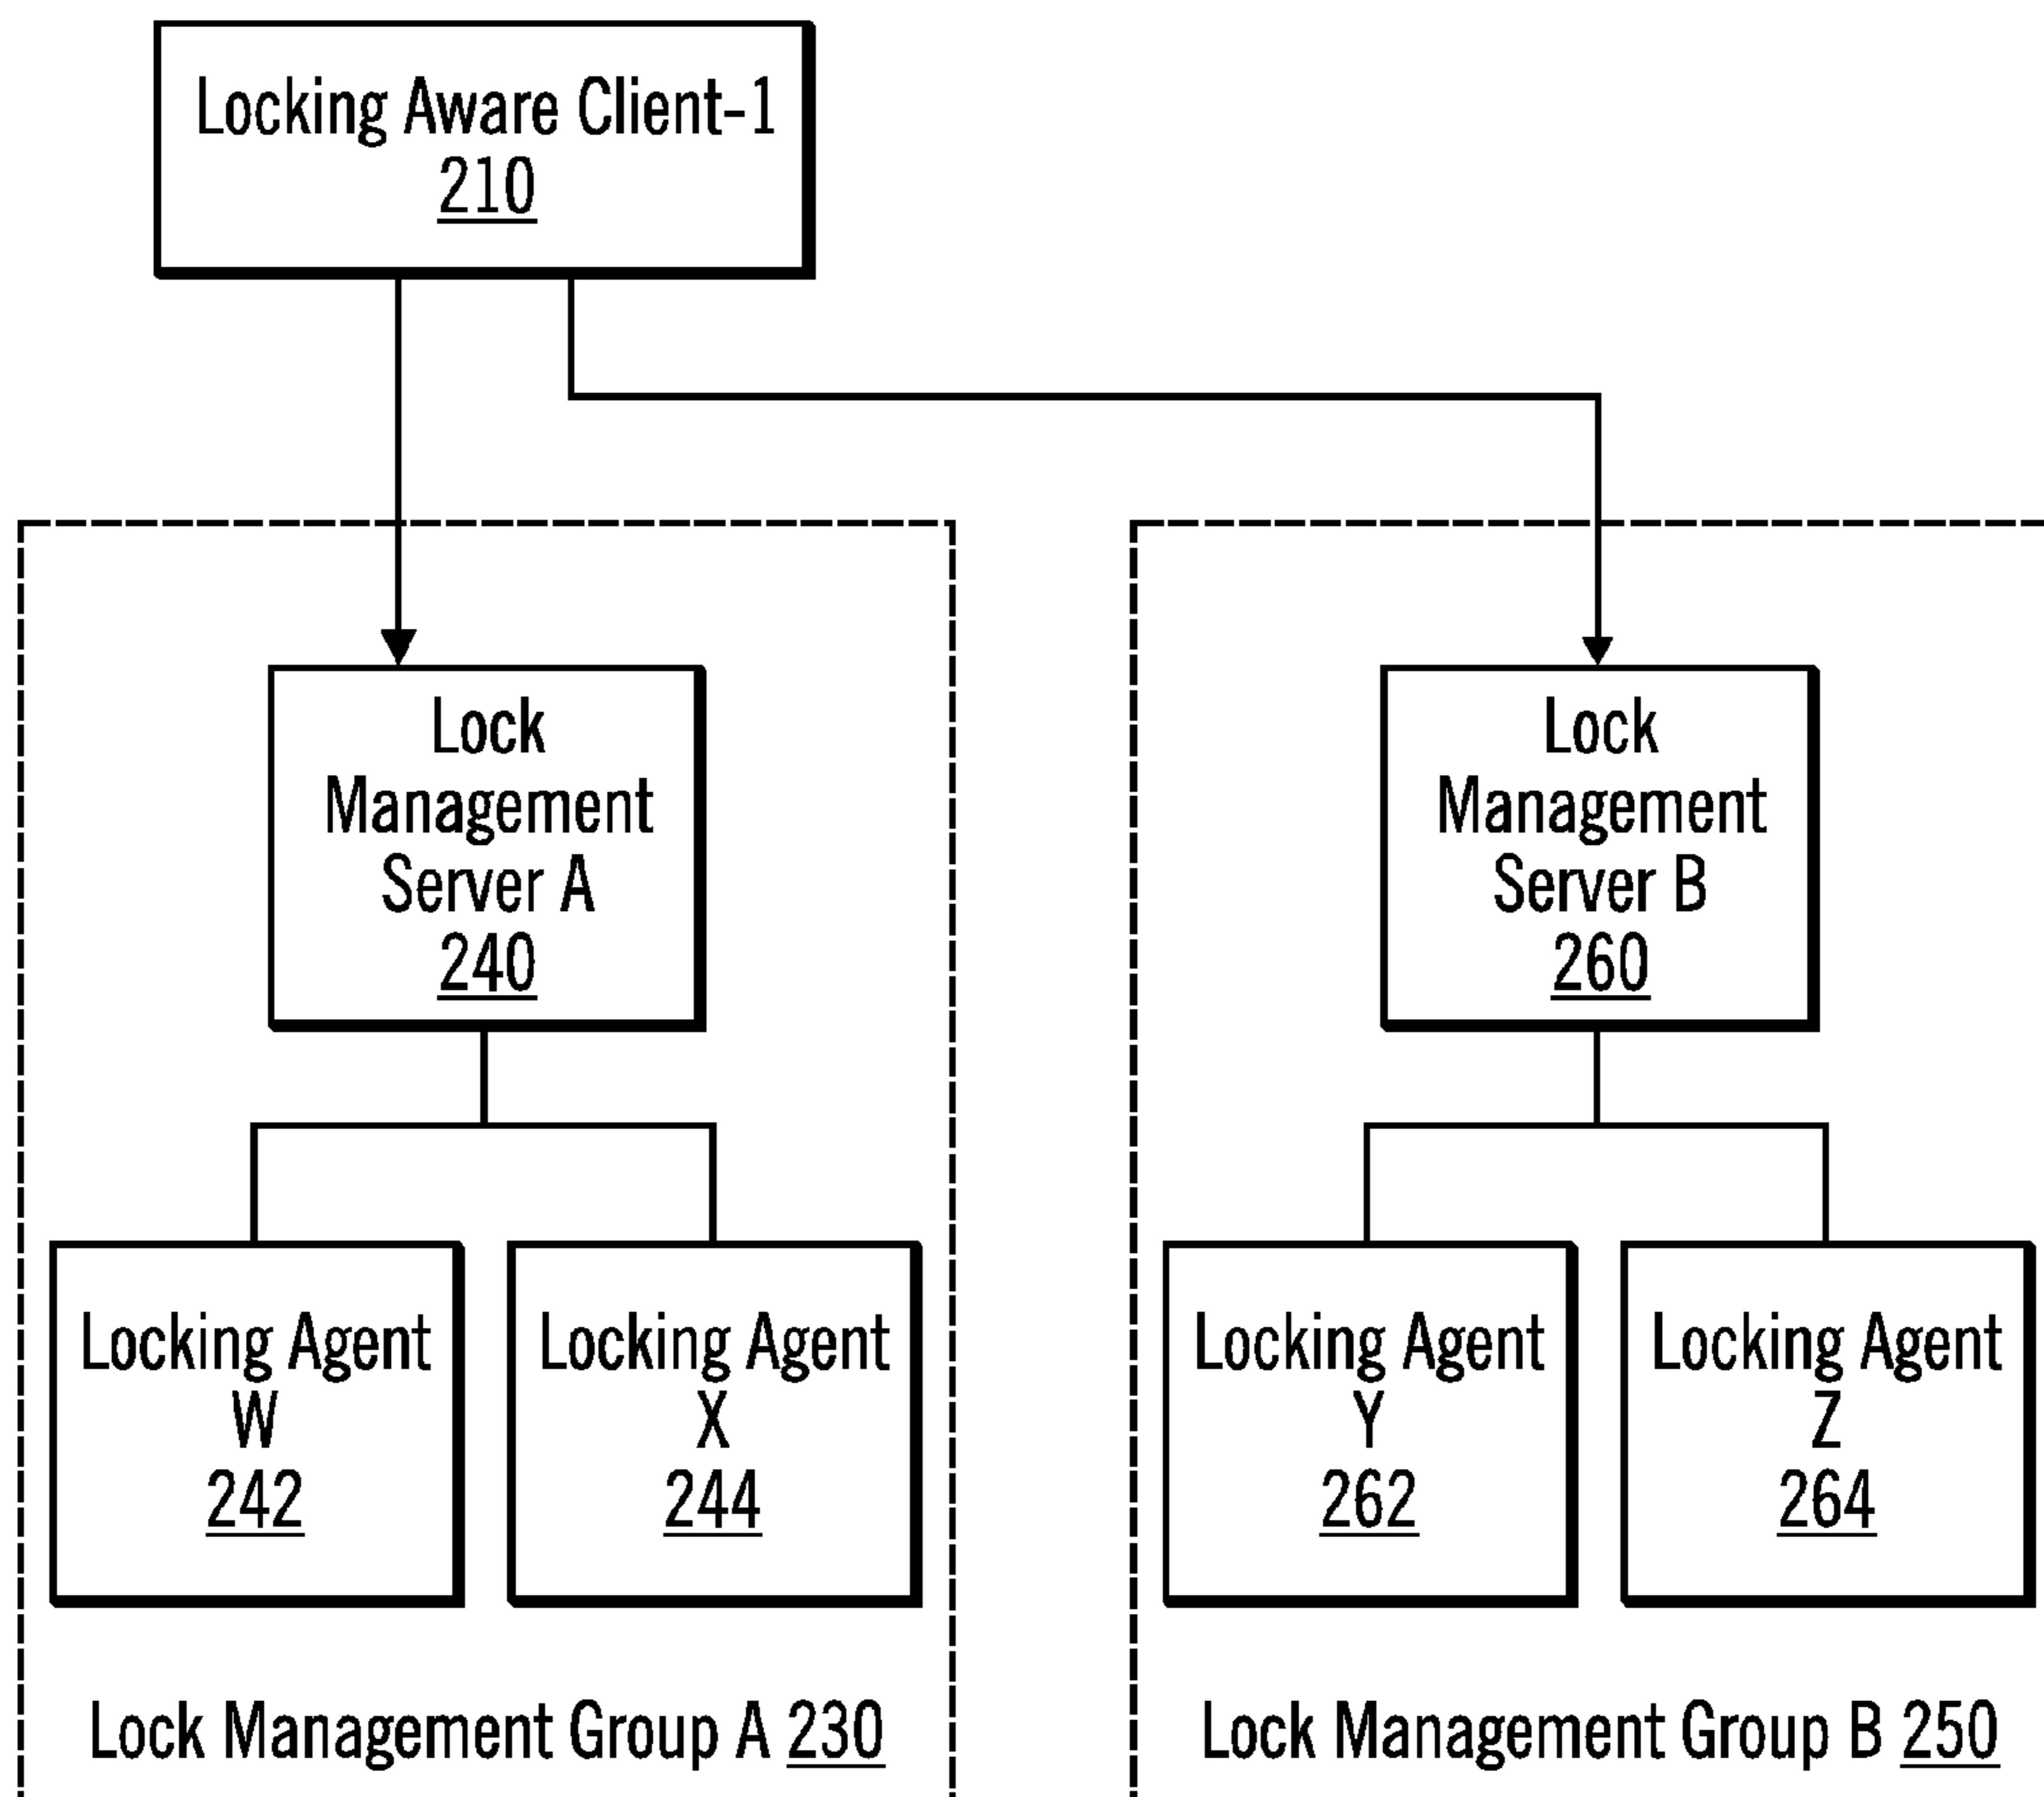 Locking Aware Client-1
210
Lock
Management
Server A
240
Lock
Management
Server B
260
Locking Agent
W
242
Locking Agent
X
244
Locking Agent
Y
262
Locking Agent
Z
264
Lock Management Group A 230
Lock Management Group B 250